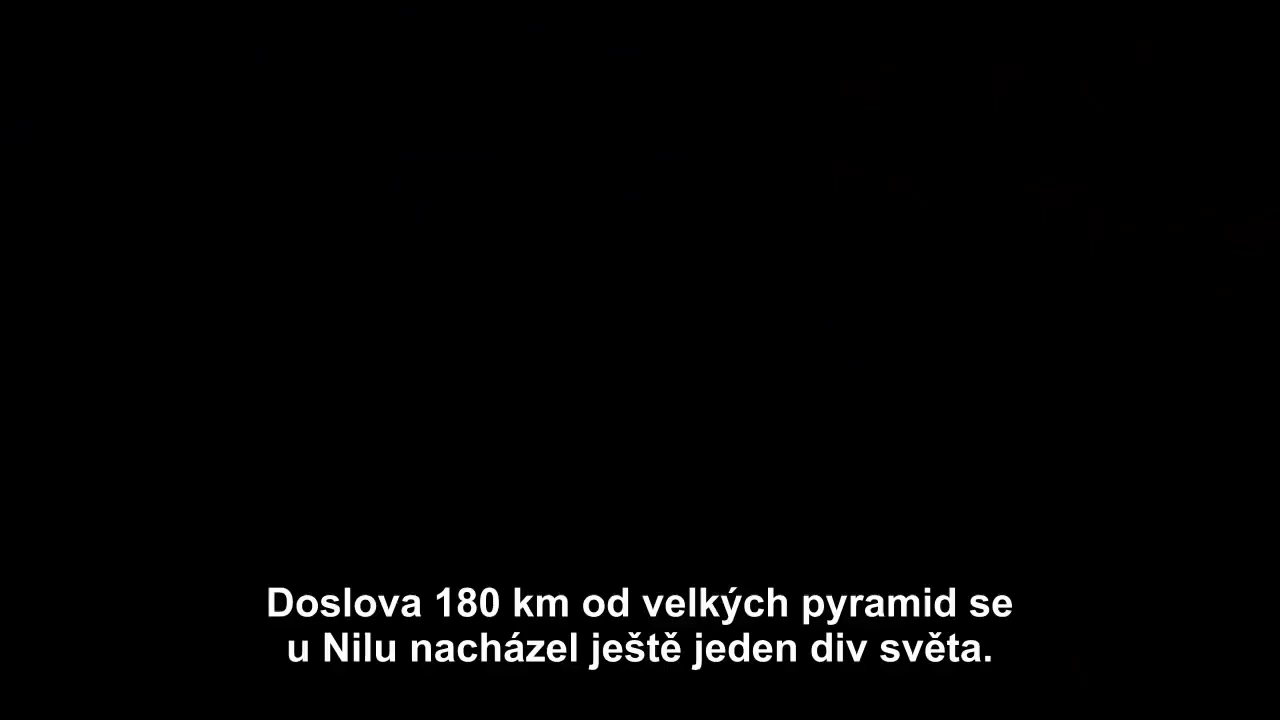 Doslova 180 km od velkých pyramid se
u Nilu nacházel ještě jeden div světa.